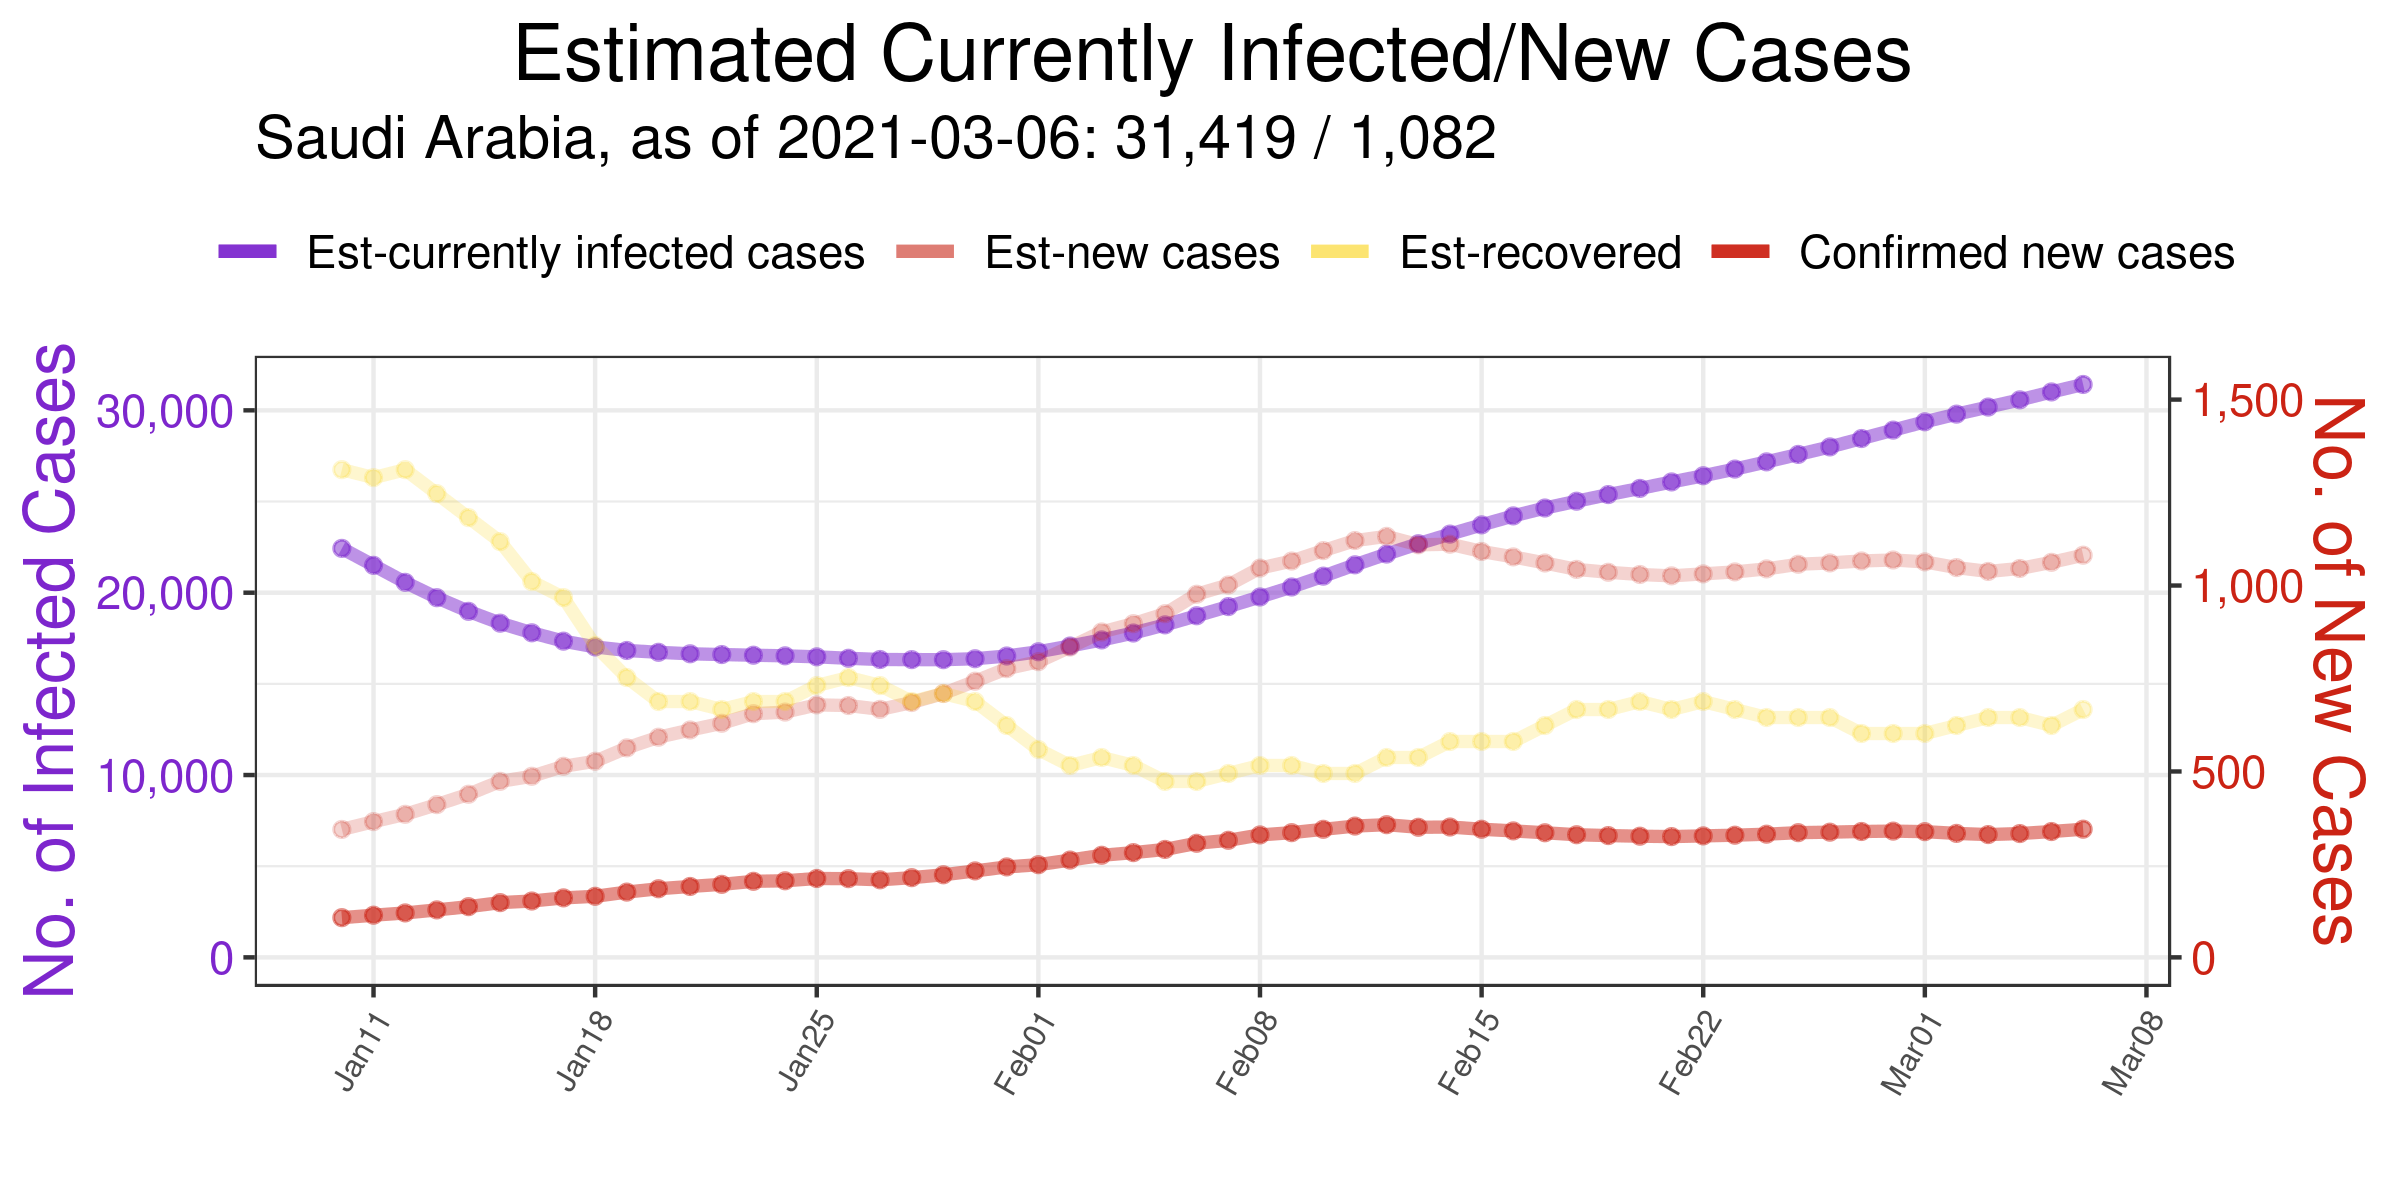 Estimated Currently Infected/New Cases
Saudi Arabia, as of 2021-03-06: 31,419 / 1,082
Est-currently infected cases Est-new cases Est-recovered Confirmed new cases
No. of Infected Cases
30,000
20,000
10,000
0
1,500
1,000
500
0
No. of New Cases
Jan11 Jan18 Jan25 Feb01 Feb08 Feb15 Feb22 Mar01 Mar08